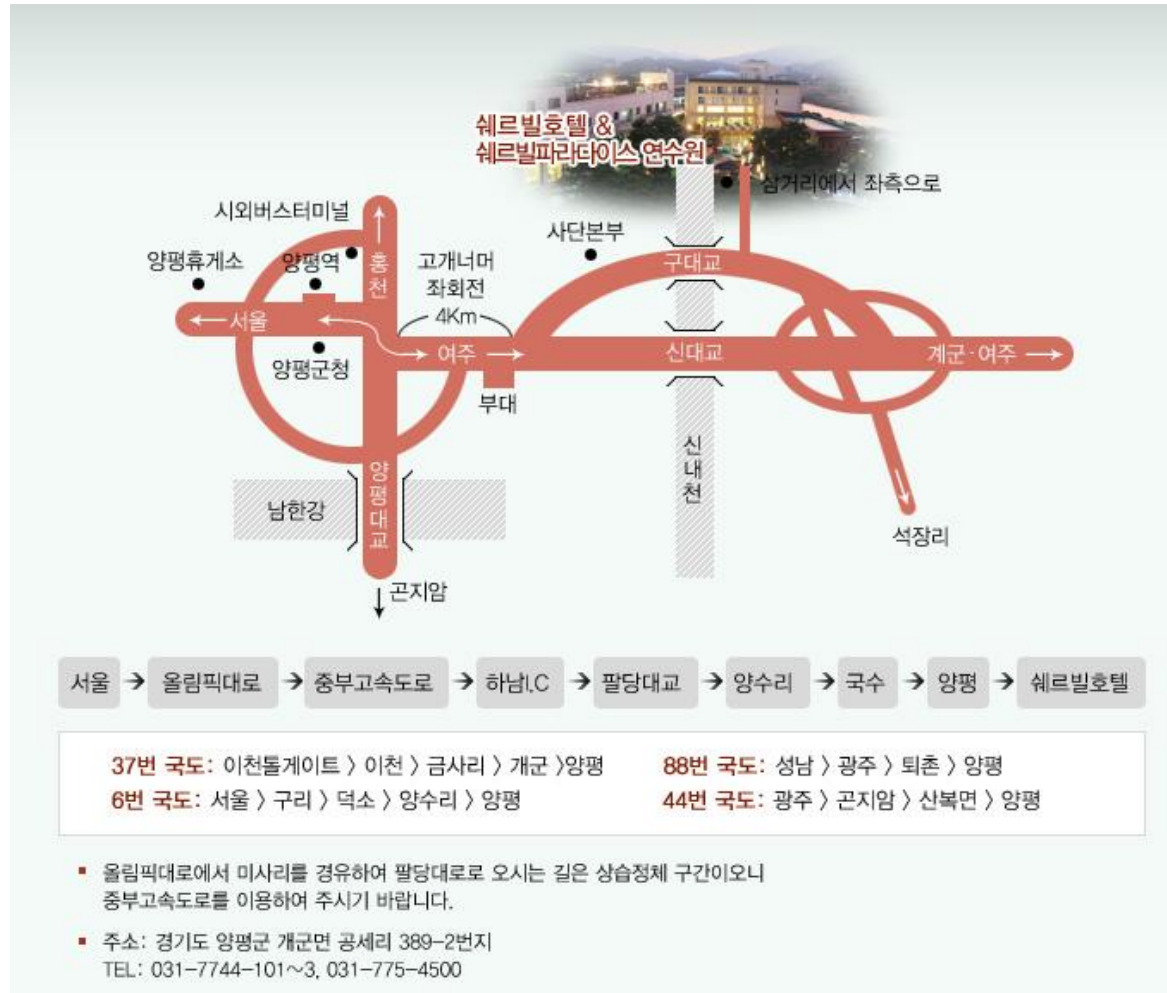 쉐르빌호텔 &
쉐르빌파라다이스 연수원
삼거리에서 좌측으로
시외버스터미널
사단본부
양평휴게소
양평역
홍천
고개너머
좌회전
4Km
구대교
서울
여주
신대교
계군·여주
양평군청
부대
신내천
양평대교
남한강
석장리
곤지암
서울 → 올림픽대로 → 중부고속도로 → 하남I.C → 팔당대교 → 양수리 → 국수 → 양평 → 쉐르빌호텔
37번 국도: 이천톨게이트 > 이천 > 금사리 > 개군 >양평
88번 국도: 성남 > 광주 > 퇴촌 > 양평
6번 국도: 서울 > 구리 > 덕소 > 양수리 > 양평
44번 국도: 광주 > 곤지암 > 산복면 > 양평
올림픽대로에서 미사리를 경유하여 팔당대로로 오시는 길은 상습정체 구간이오니
중부고속도로를 이용하여 주시기 바랍니다.
주소: 경기도 양평군 개군면 공세리 389-2번지
TEL: 031-7744-101~3, 031-775-4500